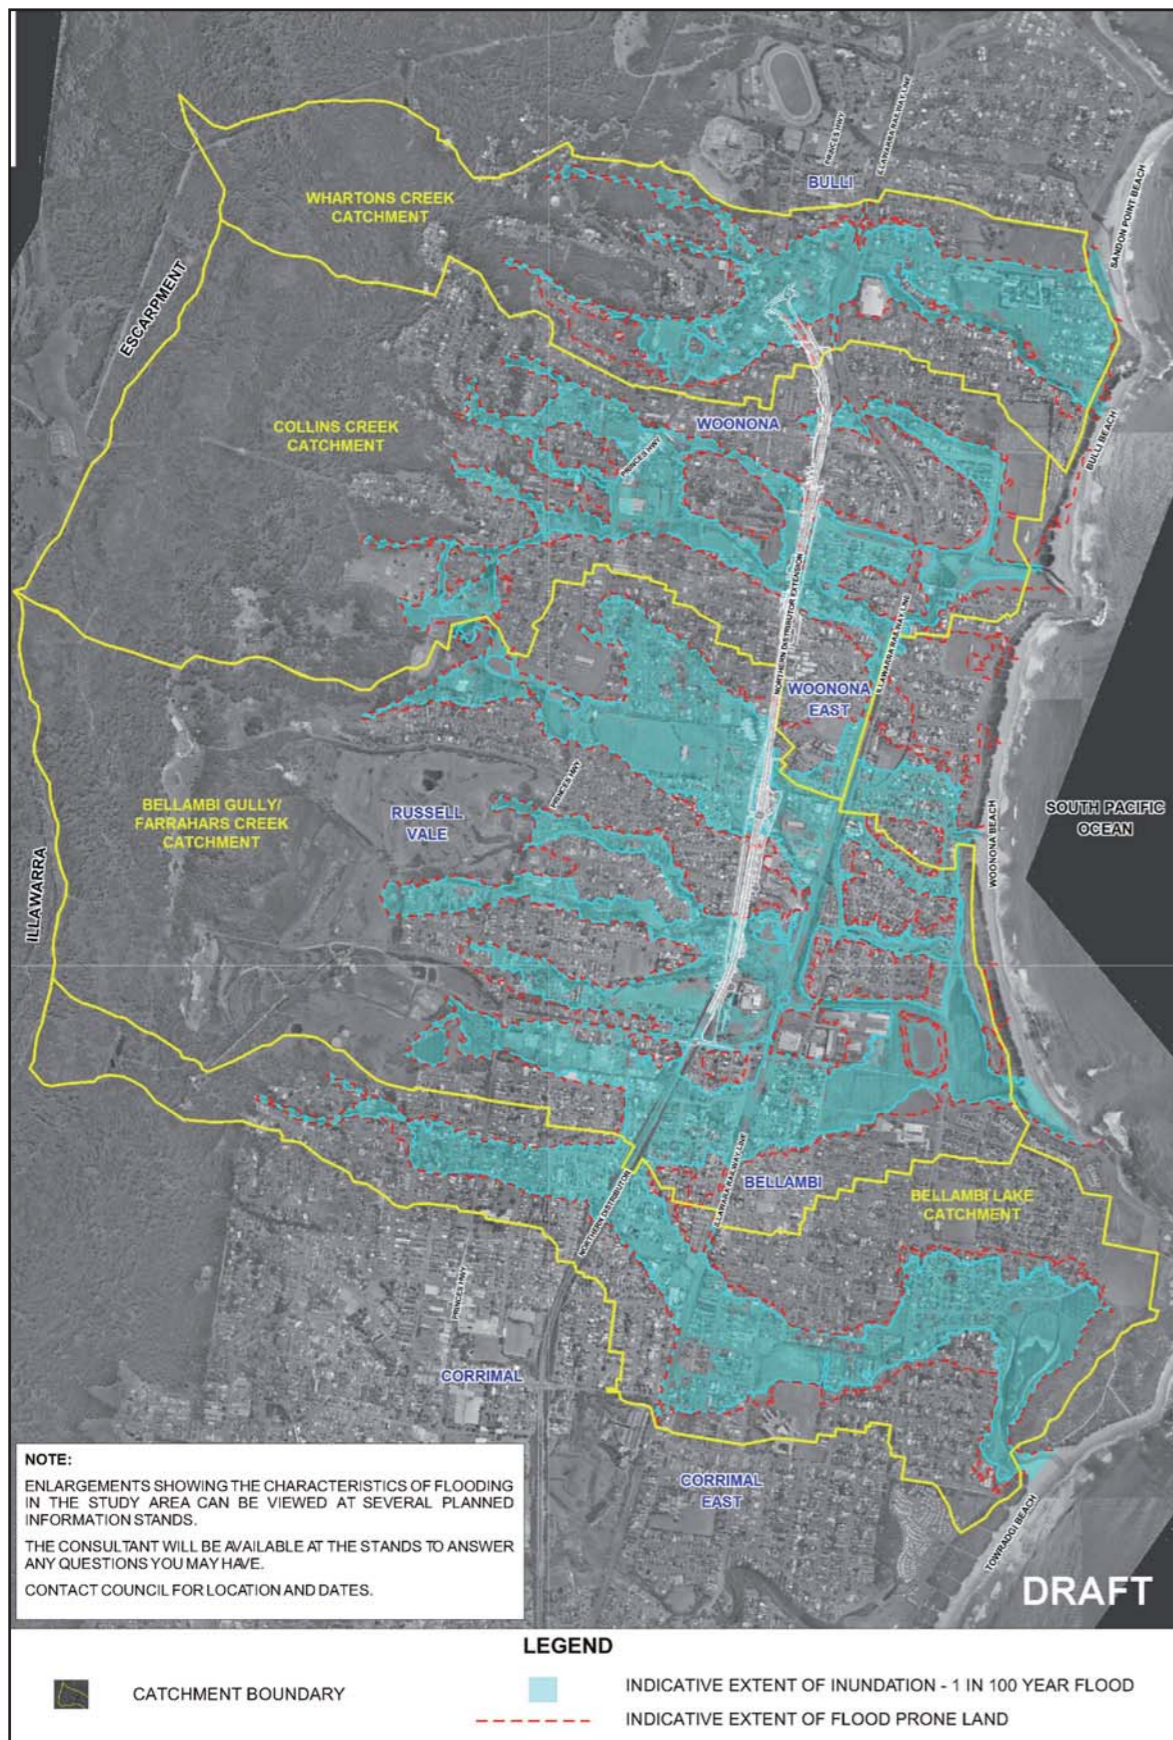 PRINCES HWY
ILLAWARRA RAILWAY LINE
BULLI
SANDON POINT BEACH
WHARTONS CREEK
CATCHMENT
ESCARPMENT
COLLINS CREEK
CATCHMENT
WOONONA
PRINCES HWY
BULLI BEACH
NORTHERN DISTRIBUTOR EXTENSION
ILLAWARRA RAILWAY LINE
WOONONA
EAST
PRINCES HWY
BELLAMBI GULLY/
FARRAHARS CREEK
CATCHMENT
RUSSELL
VALE
SOUTH PACIFIC
OCEAN
WOONONA BEACH
ILLAWARRA
ILLAWARA RAILWAY LINE
BELLAMBI
BELLAMBI LAKE
CATCHMENT
NORTHERN DISTRIBUTOR
PRINCES HWY
CORRIMAL
CORRIMAL
EAST
TOWRADGI BEACH
NOTE:
ENLARGEMENTS SHOWING THE CHARACTERISTICS OF FLOODING
IN THE STUDY AREA CAN BE VIEWED AT SEVERAL PLANNED
INFORMATION STANDS.
THE CONSULTANT WILL BE AVAILABLE AT THE STANDS TO ANSWER
ANY QUESTIONS YOU MAY HAVE.
CONTACT COUNCIL FOR LOCATION AND DATES.
DRAFT
LEGEND
CATCHMENT BOUNDARY
INDICATIVE EXTENT OF INUNDATION - 1 IN 100 YEAR FLOOD
INDICATIVE EXTENT OF FLOOD PRONE LAND